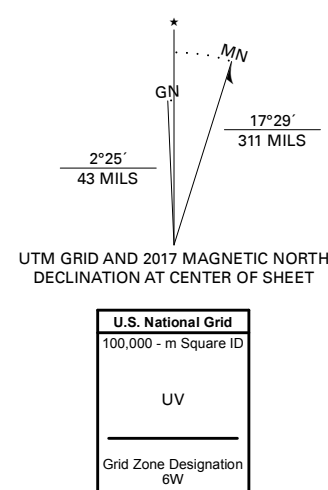 ★
MN
GN
17°29´
311 MILS
2°25´
43 MILS
UTM GRID AND 2017 MAGNETIC NORTH
DECLINATION AT CENTER OF SHEET
U.S. National Grid
100,000 - m Square ID
UV
Grid Zone Designation
6W